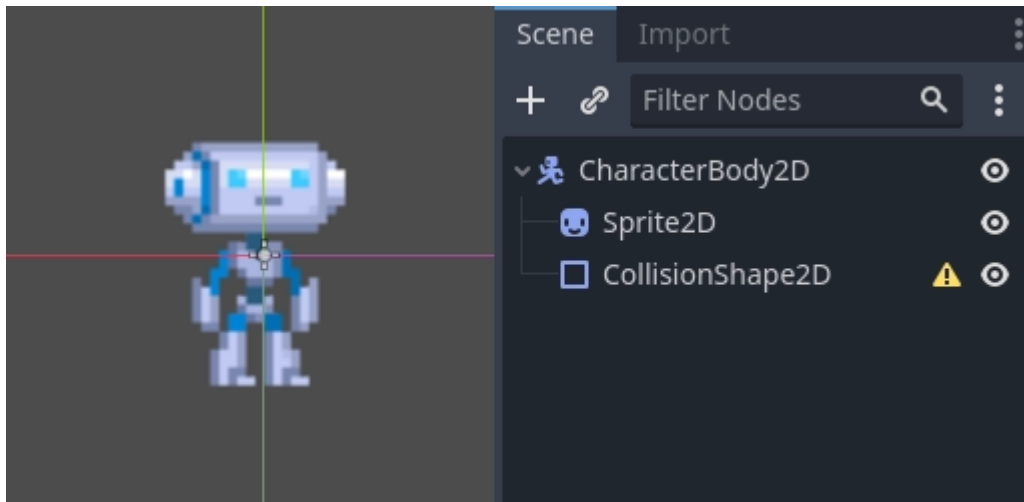 Scene Import
Filter Nodes
CharacterBody2D
Sprite2D
CollisionShape2D